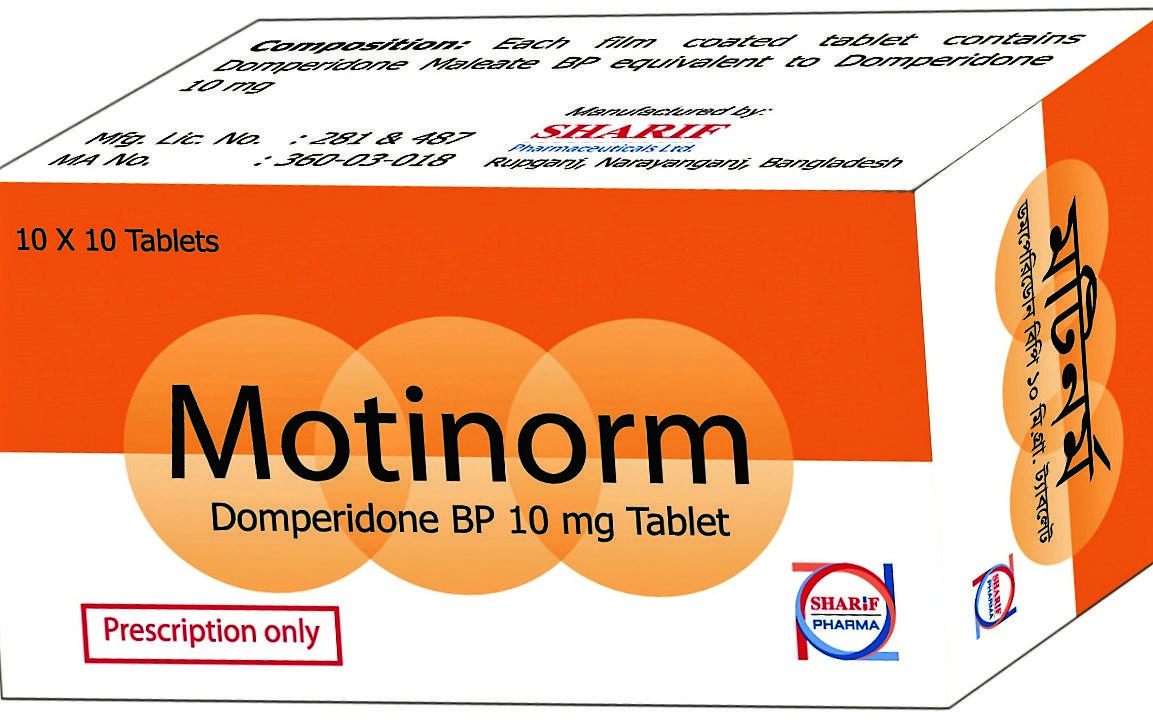 Composition: Each film coated tablet contains
Domperidone Maleate BP equivalent to Domperidone
10 mg
Mfg. Lic. No. : 281 & 487
MA No. : 360-03-018
Manufactured by:
SHARIF
Pharmaceuticals Ltd.
Rupganj, Narayanganj, Bangladesh
10 X 10 Tablets
Motinorm
Domperidone BP 10 mg Tablet
Prescription only
SHARIF
PHARMA
মটিনর্ম
ডমপেরিডোন বিপি ১০ মি.গ্রা. ট্যাবলেট
SHARIF
PHARMA